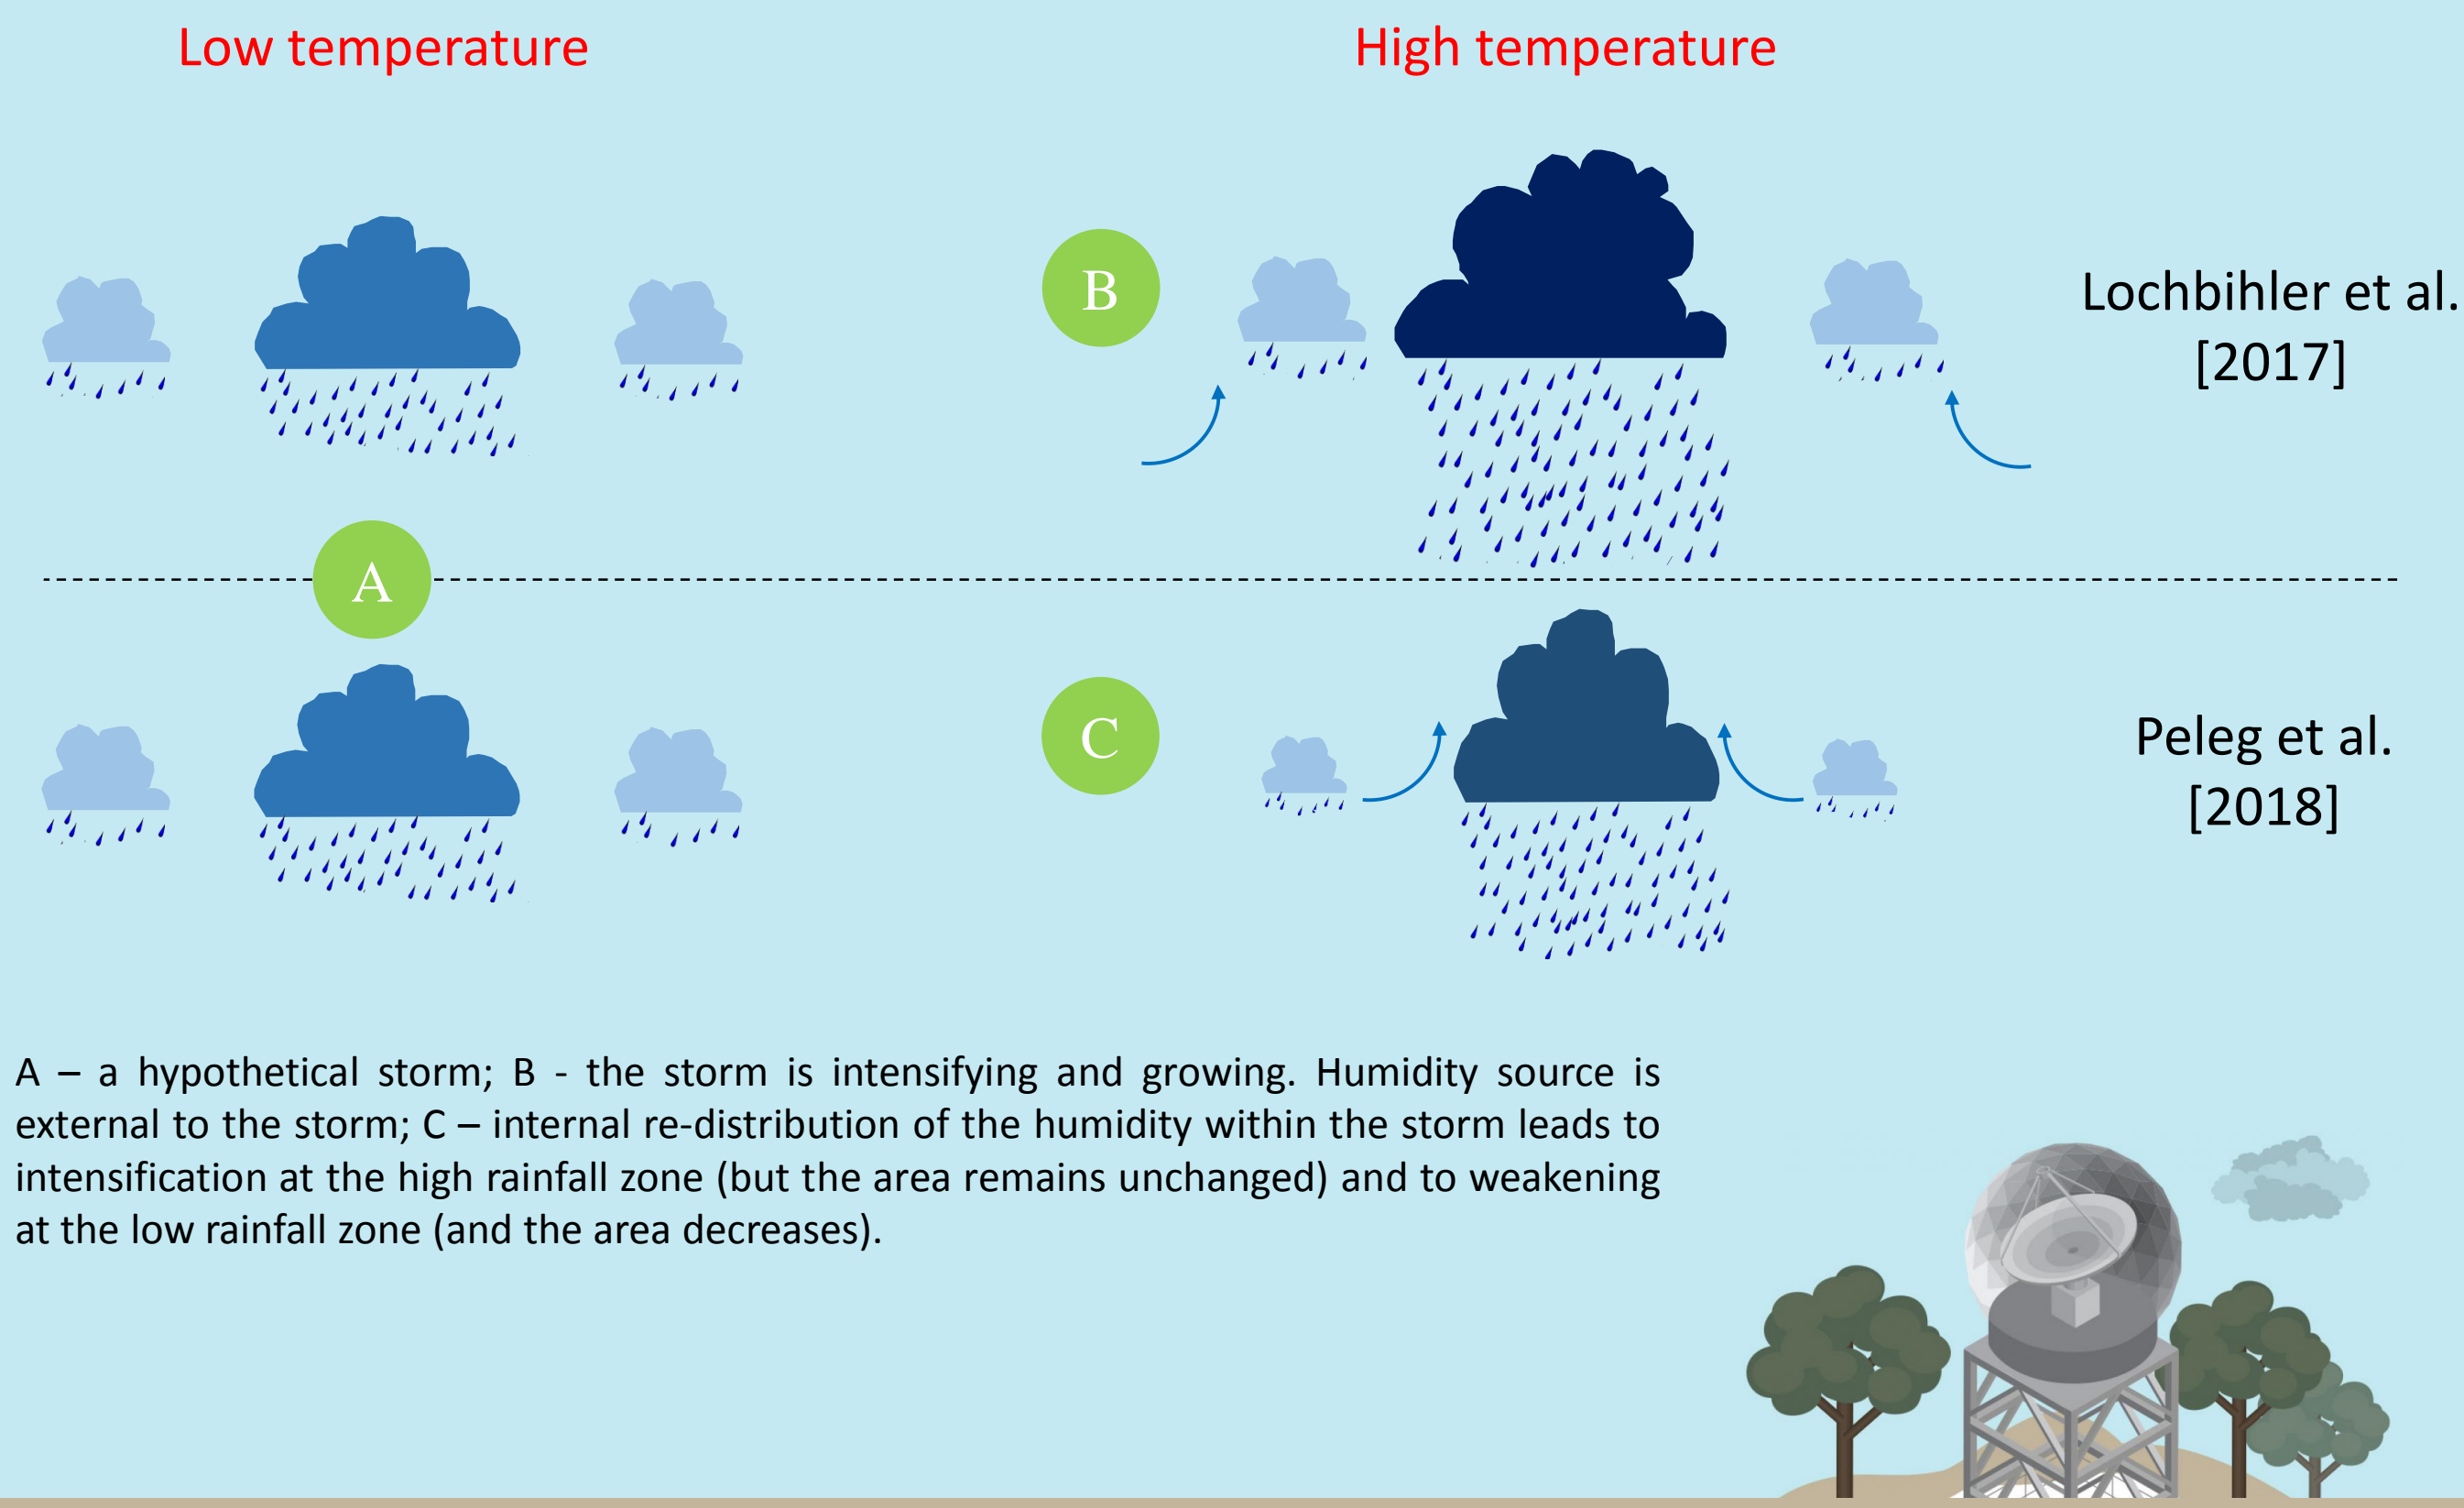 Low temperature
High temperature
B
Lochbihler et al.
[2017]
A
C
Peleg et al.
[2018]
A – a hypothetical storm; B - the storm is intensifying and growing. Humidity source is
external to the storm; C – internal re-distribution of the humidity within the storm leads to
intensification at the high rainfall zone (but the area remains unchanged) and to weakening
at the low rainfall zone (and the area decreases).